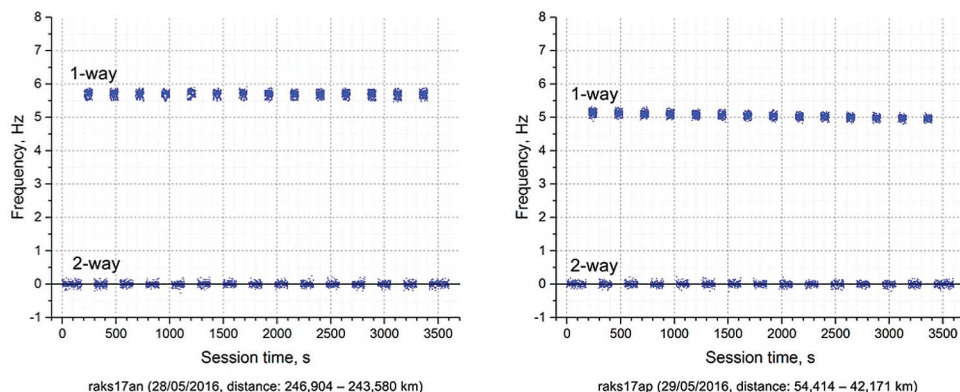 8
7
6
5
4
3
2
1
0
-1
Frequency, Hz
1-way
2-way
0 500 1000 1500 2000 2500 3000 3500
Session time, s
raks17an (28/05/2016, distance: 246,904 – 243,580 km)
8
7
6
5
4
3
2
1
0
-1
Frequency, Hz
1-way
2-way
0 500 1000 1500 2000 2500 3000 3500
Session time, s
raks17ap (29/05/2016, distance: 54,414 – 42,171 km)